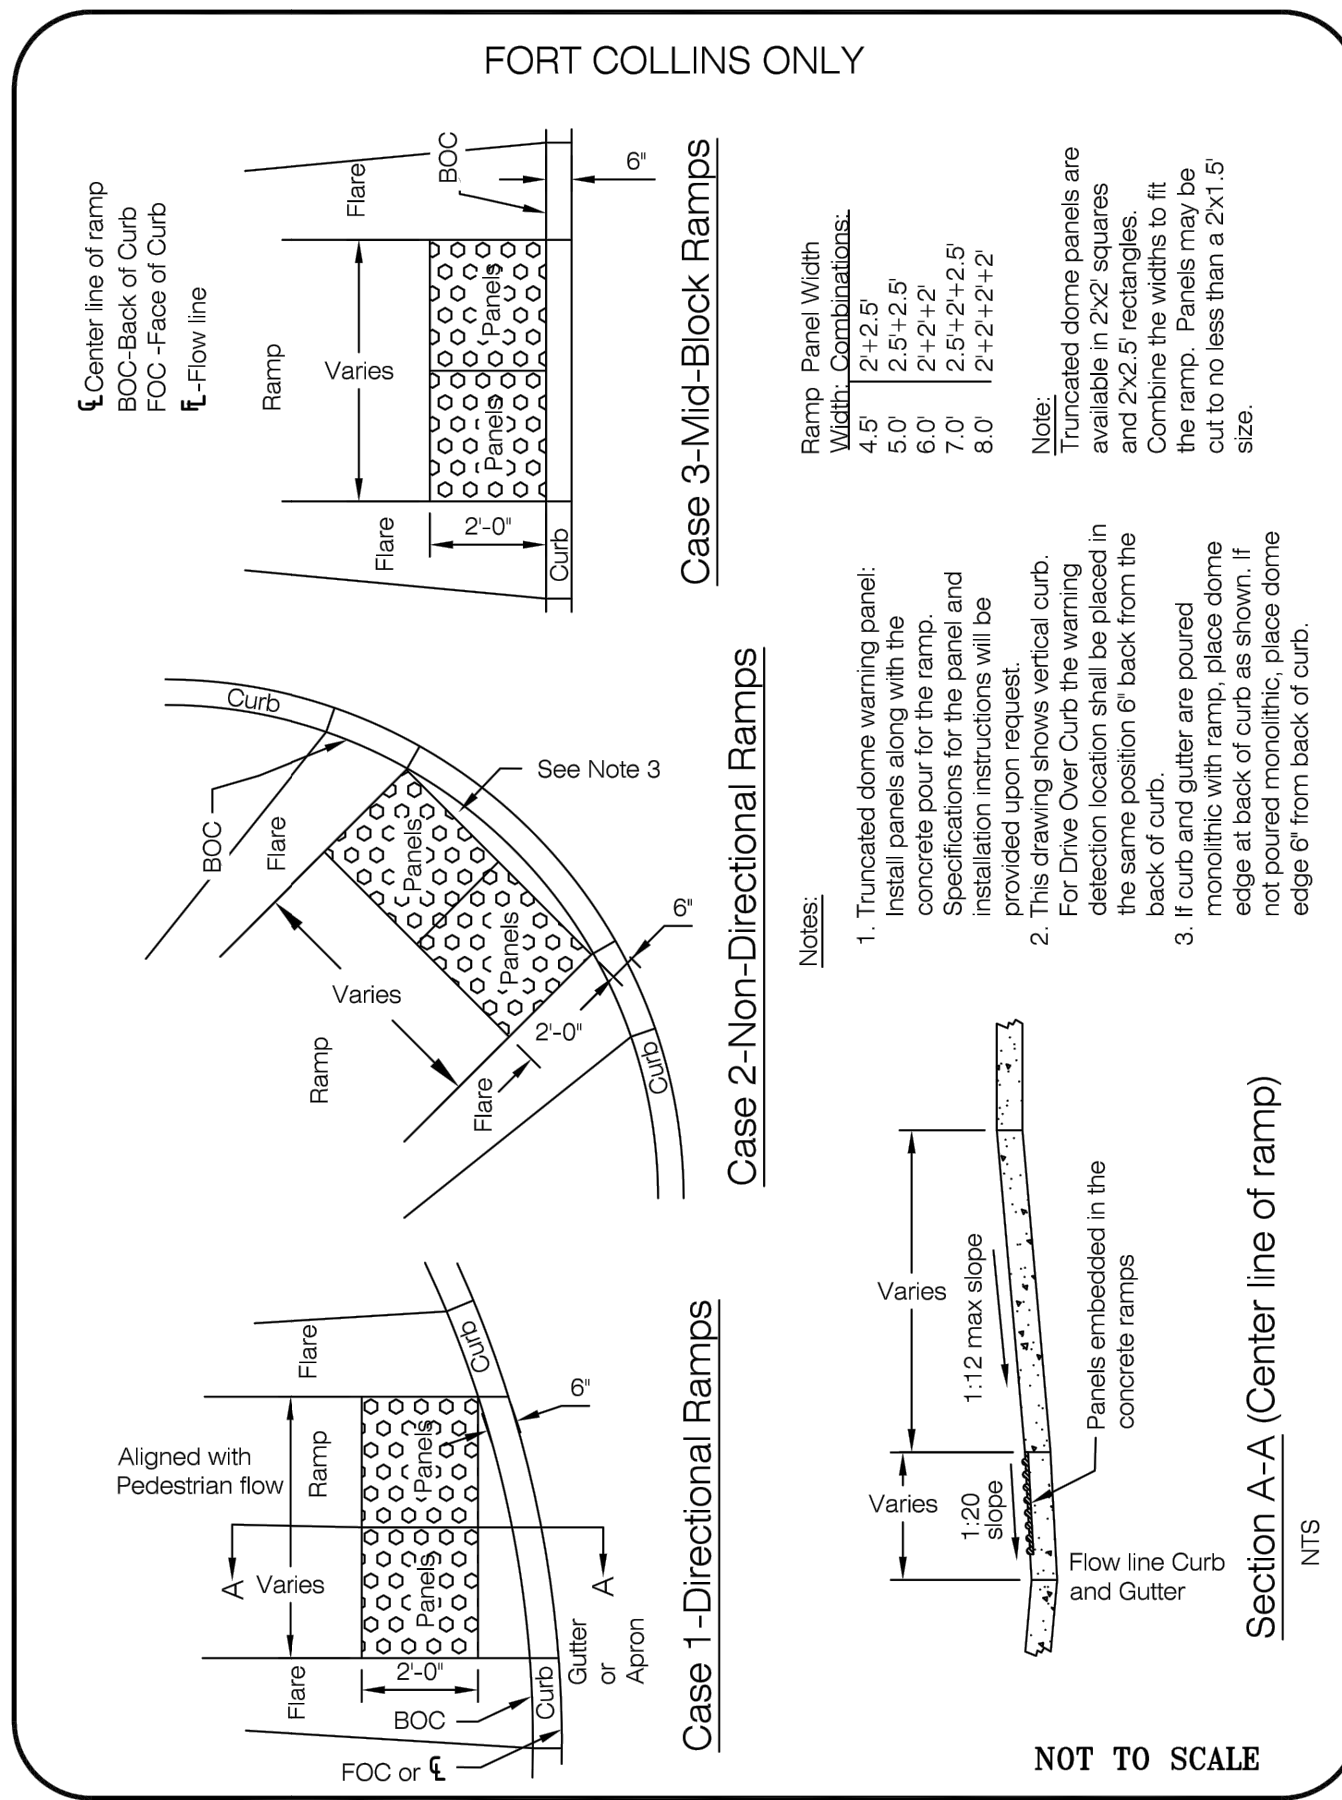 FORT COLLINS ONLY
℄ Center line of ramp
BOC-Back of Curb
FOC -Face of Curb
FL-Flow line
Aligned with
Pedestrian flow
Flare
Ramp
Varies
Flare
A
A
Panels
Panels
2'-0"
6"
Curb
Curb
BOC
FOC or ℄
Gutter
or
Apron
Case 1-Directional Ramps
Curb
BOC
Flare
Panels
Panels
See Note 3
Varies
Ramp
Flare
2'-0"
6"
Curb
Case 2-Non-Directional Ramps
Ramp
Varies
Flare
Flare
BOC
6"
Panels
Panels
2'-0"
Curb
Case 3-Mid-Block Ramps
Varies
Varies
1:20
slope
1:12 max slope
Flow line Curb
and Gutter
Panels embedded in the
concrete ramps
Section A-A (Center line of ramp)
NTS
Notes:
1. Truncated dome warning panel:
Install panels along with the
concrete pour for the ramp.
Specifications for the panel and
installation instructions will be
provided upon request.
2. This drawing shows vertical curb.
For Drive Over Curb the warning
detection location shall be placed in
the same position 6" back from the
back of curb.
3. If curb and gutter are poured
monolithic with ramp, place dome
edge at back of curb as shown. If
not poured monolithic, place dome
edge 6" from back of curb.
Ramp Panel Width
Width: Combinations:
4.5' 2'+2.5'
5.0' 2.5'+2.5'
6.0' 2'+2'+2'
7.0' 2.5'+2'+2.5'
8.0' 2'+2'+2'+2'
Note:
Truncated dome panels are
available in 2'x2' squares
and 2'x2.5' rectangles.
Combine the widths to fit
the ramp. Panels may be
cut to no less than a 2'x1.5'
size.
NOT TO SCALE